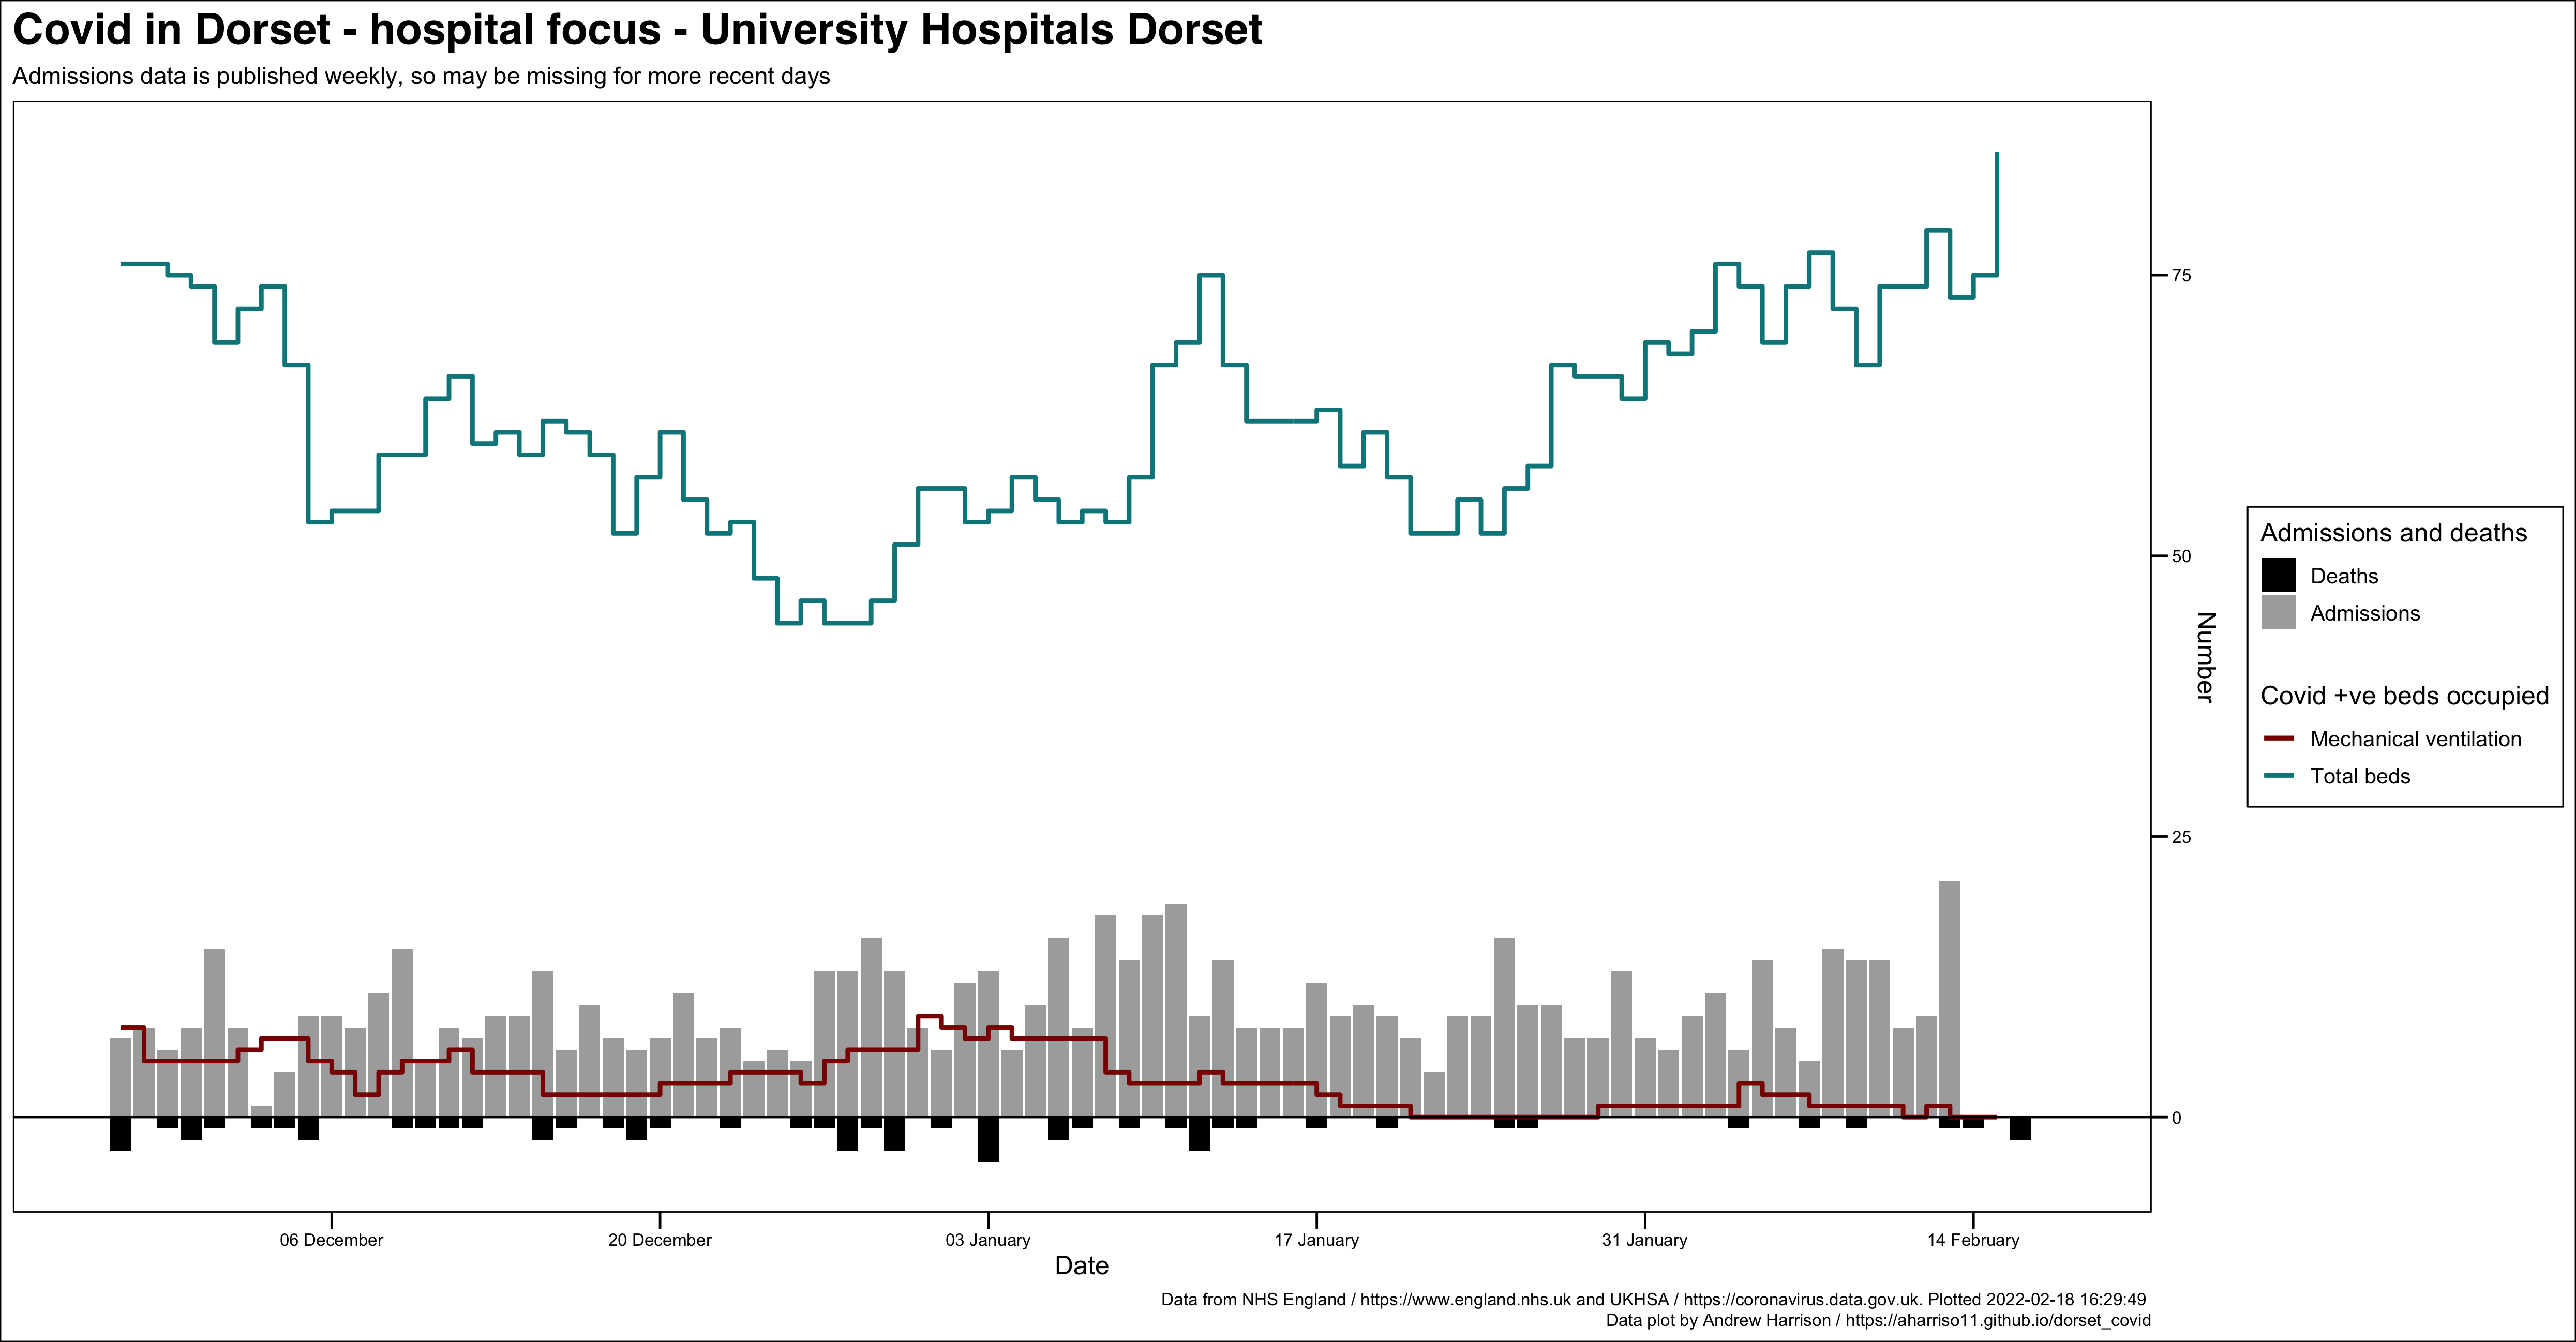 Covid in Dorset - hospital focus - University Hospitals Dorset
Admissions data is published weekly, so may be missing for more recent days
75
50
25
0
Number
Admissions and deaths
Deaths
Admissions
Covid +ve beds occupied
Mechanical ventilation
Total beds
06 December
20 December
03 January
17 January
31 January
14 February
Date
Data from NHS England / https://www.england.nhs.uk and UKHSA / https://coronavirus.data.gov.uk. Plotted 2022-02-18 16:29:49
Data plot by Andrew Harrison / https://aharriso11.github.io/dorset_covid